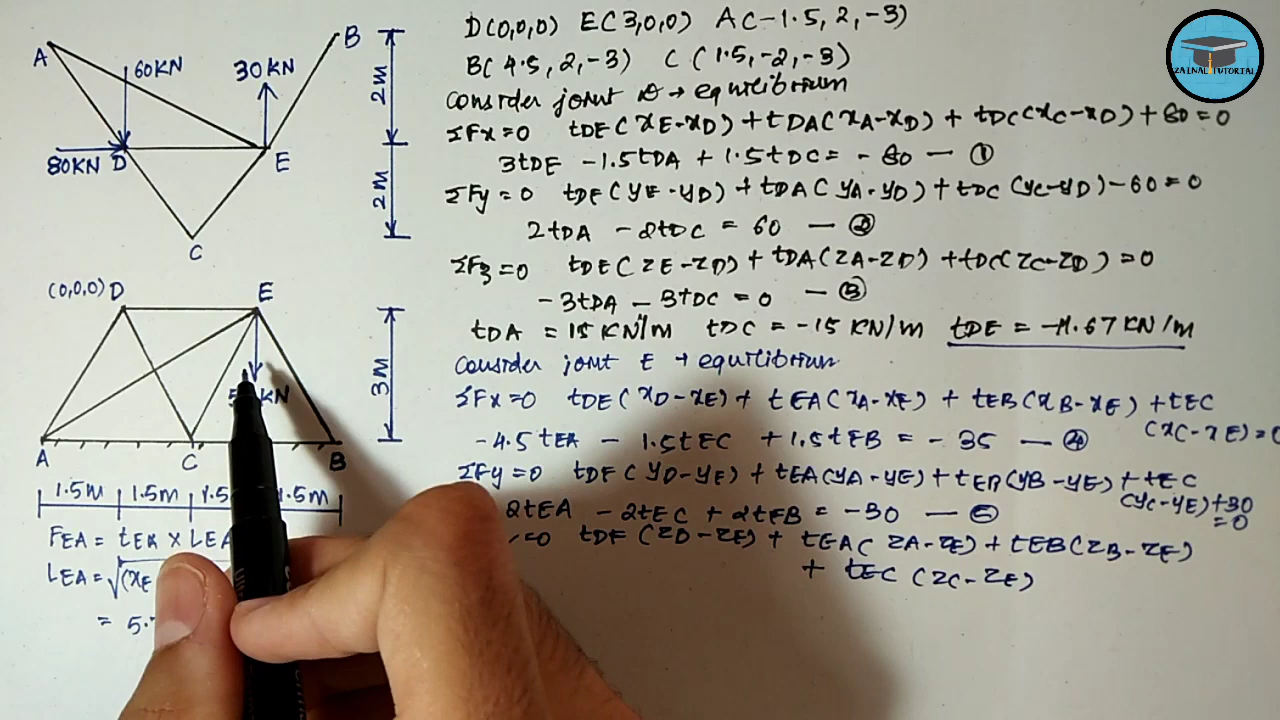 D(0,0,0) E(3,0,0) A(-1.5, 2, -3)
B(4.5, 2, -3) C (1.5, -2, -3)
Consider joint D → equilibrium
ΣFx = 0 tDE(xE-xD) + tDA(xA-xD) + tDC(xC-xD) + 80 = 0
3tDE - 1.5tDA + 1.5tDC = - 80 — ①
ΣFy = 0 tDE(yE-yD) + tDA(yA-yD) + tDC(yC-yD) - 60 = 0
2tDA - 2tDC = 60 — ②
ΣFz = 0 tDE(zE-zD) + tDA(zA-zD) + tDC(zC-zD) = 0
-3tDA - 3tDC = 0 — ③
tDA = 15 KN/m tDC = -15 KN/m tDE = -11.67 KN/m
Consider joint E → equilibrium
ΣFx = 0 tDE(xD-xE) + tEA(xA-xE) + tEB(xB-xE) + tEC
(xC-xE) = 0
-4.5tEA - 1.5tEC + 1.5tEB = - 35 — ④
ΣFy = 0 tDE(yD-yE) + tEA(yA-yE) + tEB(yB-yE) + tEC
(yC-yE) + 30
= 0
2tEA - 2tEC + 2tEB = -30 — ⑤
= 0 tDE (zD-zE) + tEA(zA-zE) + tEB(zB-zE)
+ tEC (zC-zE)
A
B
60KN
30KN
2m
80KN D
E
2m
C
(0,0,0) D
E
3m
KN
A
C
B
1.5m 1.5m 1.5m
FEA = tEA × LEA
LEA = √(xE
= 5.
ZAINAL TUTORIAL